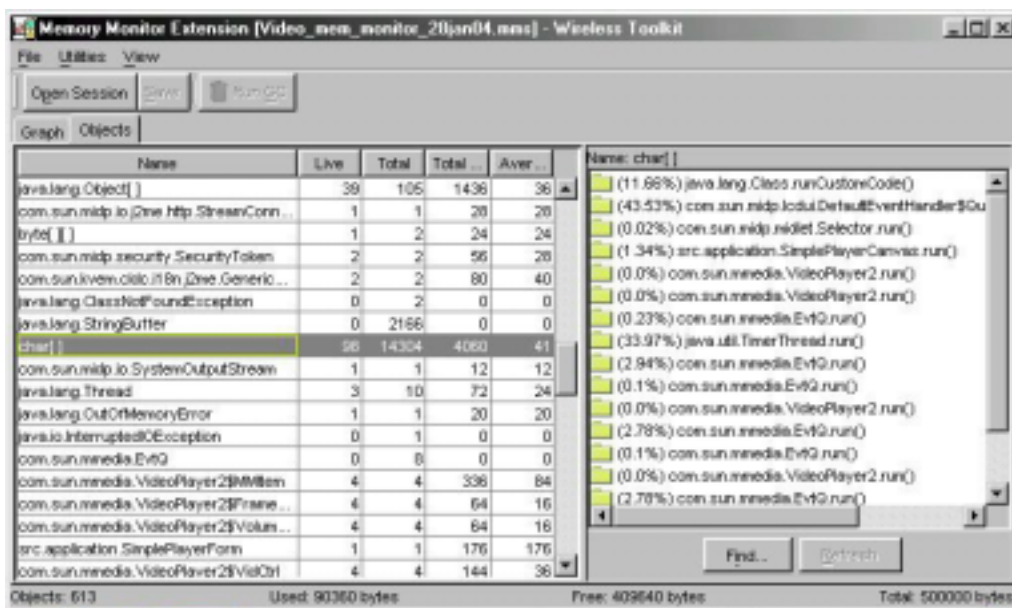 Memory Monitor Extension [Video_mem_monitor_20jan04.mms] - Wireless Toolkit
File Utilities View
Open Session Save Run GC
Graph Objects
Name Live Total Total ... Aver ...
java.lang.Object[ ] 39 105 1436 36
com.sun.midp.io.j2me.http.StreamConn... 1 1 28 28
byte[ ][ ] 1 2 24 24
com.sun.midp.security.SecurityToken 2 2 56 28
com.sun.kvem.cldc.i18n.j2me.Generic... 2 2 80 40
java.lang.ClassNotFoundException 0 2 0 0
java.lang.StringBuffer 0 2166 0 0
char[ ] 98 14304 4060 41
com.sun.midp.io.SystemOutputStream 1 1 12 12
java.lang.Thread 3 10 72 24
java.lang.OutOfMemoryError 1 1 20 20
java.io.InterruptedIOException 0 1 0 0
com.sun.mmedia.EvtQ 0 8 0 0
com.sun.mmedia.VideoPlayer2$MMItem 4 4 336 84
com.sun.mmedia.VideoPlayer2$Frame... 4 4 64 16
com.sun.mmedia.VideoPlayer2$Volum... 4 4 64 16
src.application.SimplePlayerForm 1 1 176 176
com.sun.mmedia.VideoPlayer2$VidCtrl 4 4 144 36
Name: char[ ]
(11.66%) java.lang.Class.runCustomCode()
(43.53%) com.sun.midp.lcdui.DefaultEventHandler$Qu
(0.02%) com.sun.midp.midlet.Selector.run()
(1.34%) src.application.SimplePlayerCanvas.run()
(0.0%) com.sun.mmedia.VideoPlayer2.run()
(0.0%) com.sun.mmedia.VideoPlayer2.run()
(0.23%) com.sun.mmedia.EvtQ.run()
(33.97%) java.util.TimerThread.run()
(2.94%) com.sun.mmedia.EvtQ.run()
(0.1%) com.sun.mmedia.EvtQ.run()
(0.0%) com.sun.mmedia.VideoPlayer2.run()
(2.78%) com.sun.mmedia.EvtQ.run()
(0.1%) com.sun.mmedia.EvtQ.run()
(0.0%) com.sun.mmedia.VideoPlayer2.run()
(2.78%) com.sun.mmedia.EvtQ.run()
Find... Refresh
Objects: 613 Used: 90360 bytes Free: 409640 bytes Total: 500000 bytes